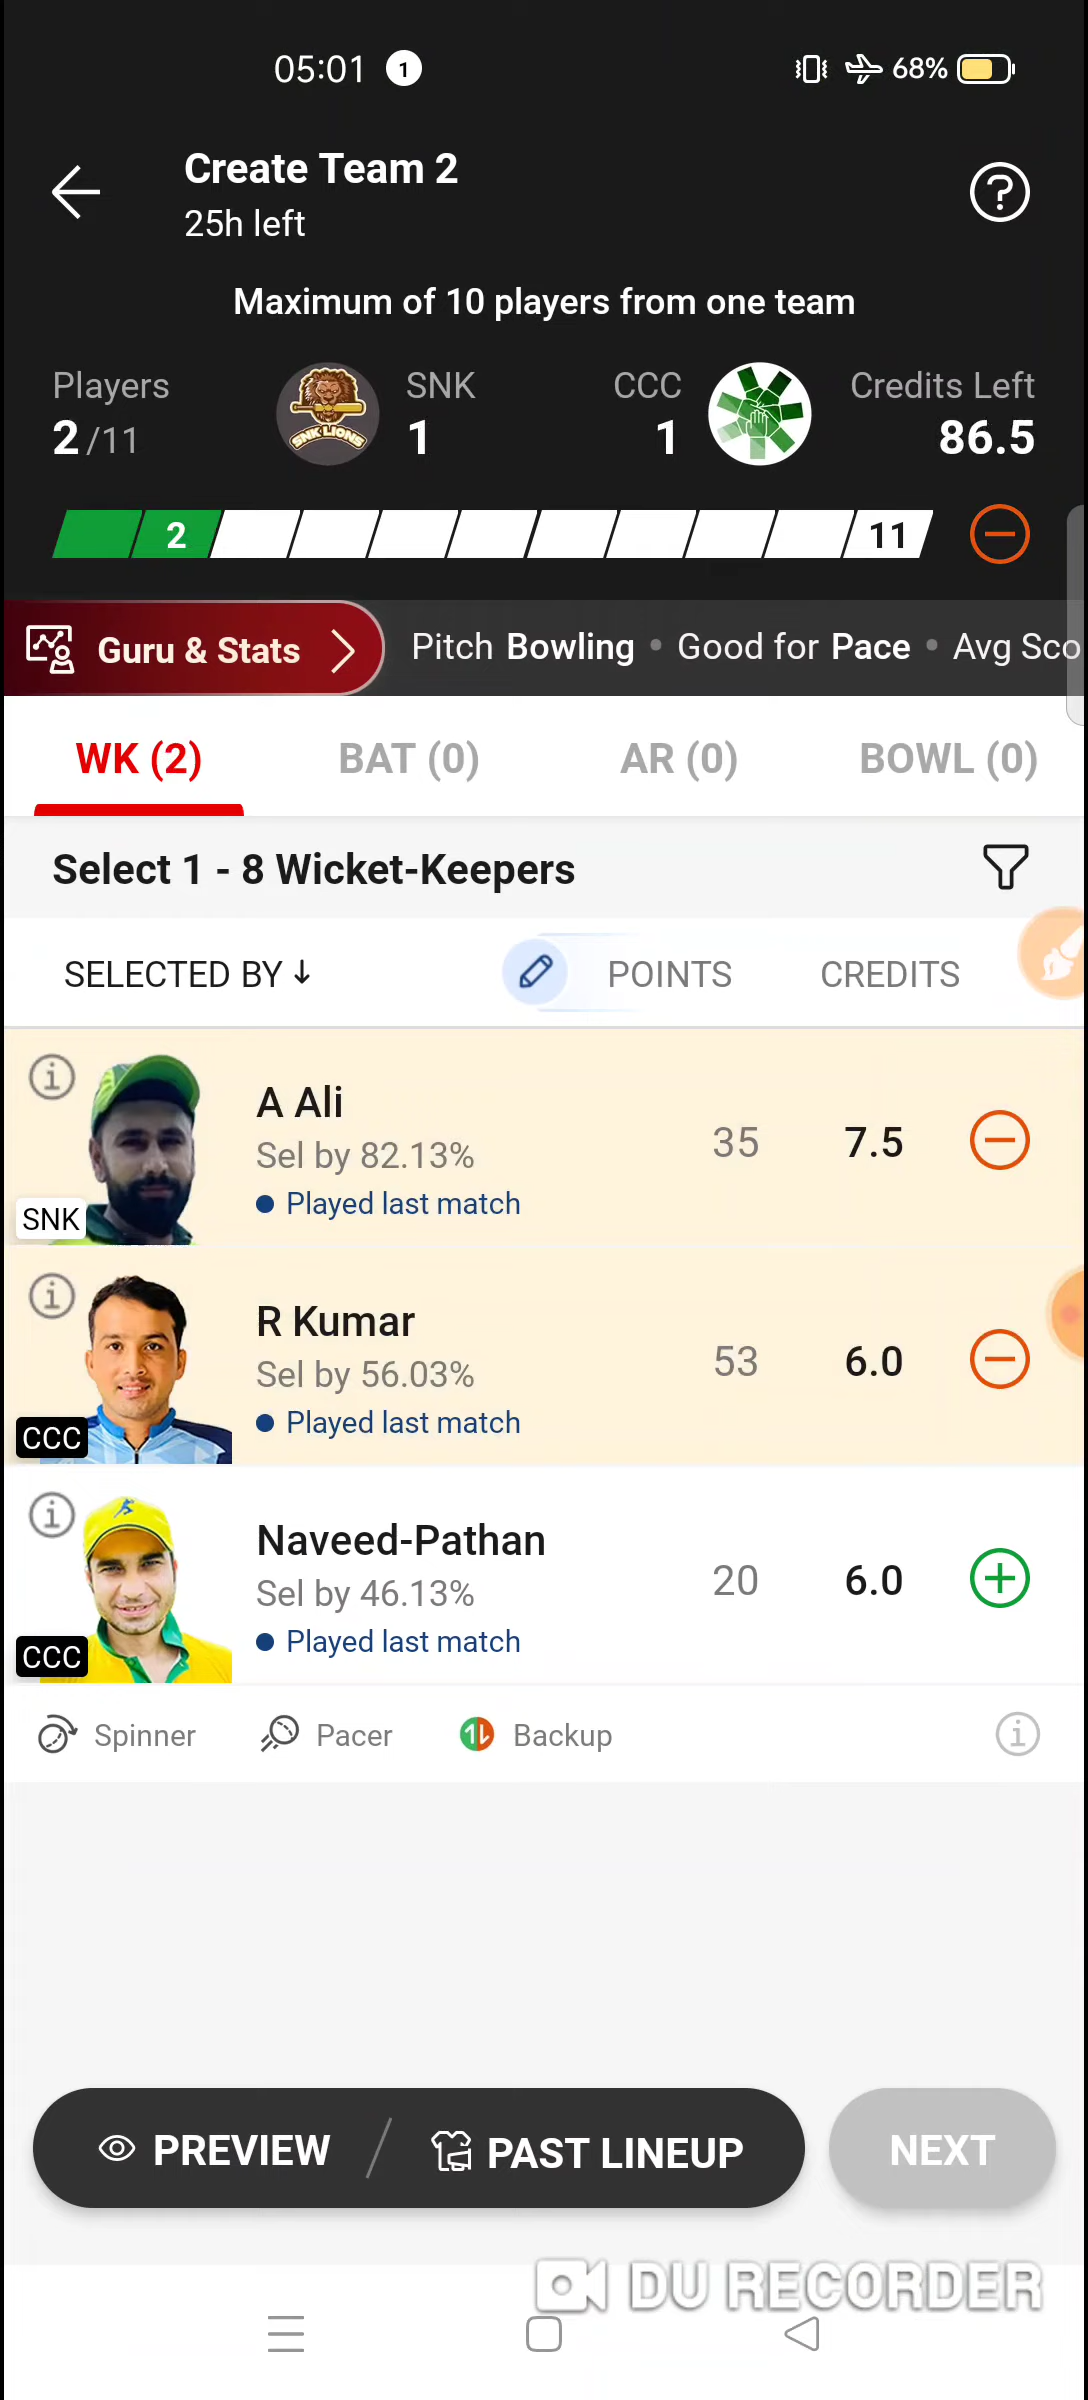 05:01 1 68%
Create Team 2
25h left
Maximum of 10 players from one team
Players SNK CCC Credits Left
2/11 1 1 86.5
SNK LIONS
2 11
Guru & Stats Pitch Bowling • Good for Pace • Avg Sco
WK (2) BAT (0) AR (0) BOWL (0)
Select 1 - 8 Wicket-Keepers
SELECTED BY ↓ POINTS CREDITS
A Ali
Sel by 82.13% 35 7.5
Played last match
SNK
R Kumar
Sel by 56.03% 53 6.0
Played last match
CCC
Naveed-Pathan
Sel by 46.13% 20 6.0
Played last match
CCC
Spinner Pacer Backup
PREVIEW PAST LINEUP NEXT
DU RECORDER